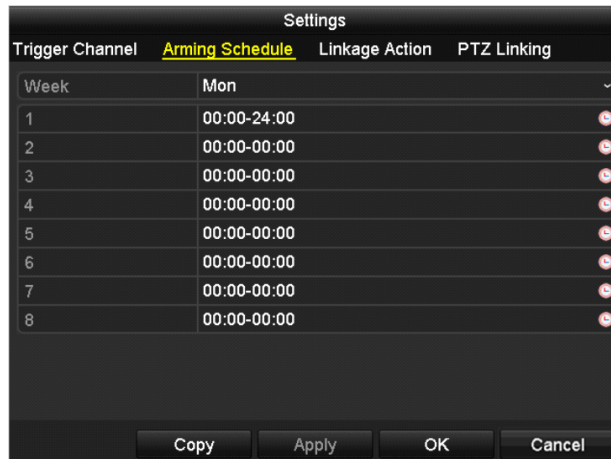 Settings
Trigger Channel Arming Schedule Linkage Action PTZ Linking
Week Mon
1 00:00-24:00
2 00:00-00:00
3 00:00-00:00
4 00:00-00:00
5 00:00-00:00
6 00:00-00:00
7 00:00-00:00
8 00:00-00:00
Copy Apply OK Cancel